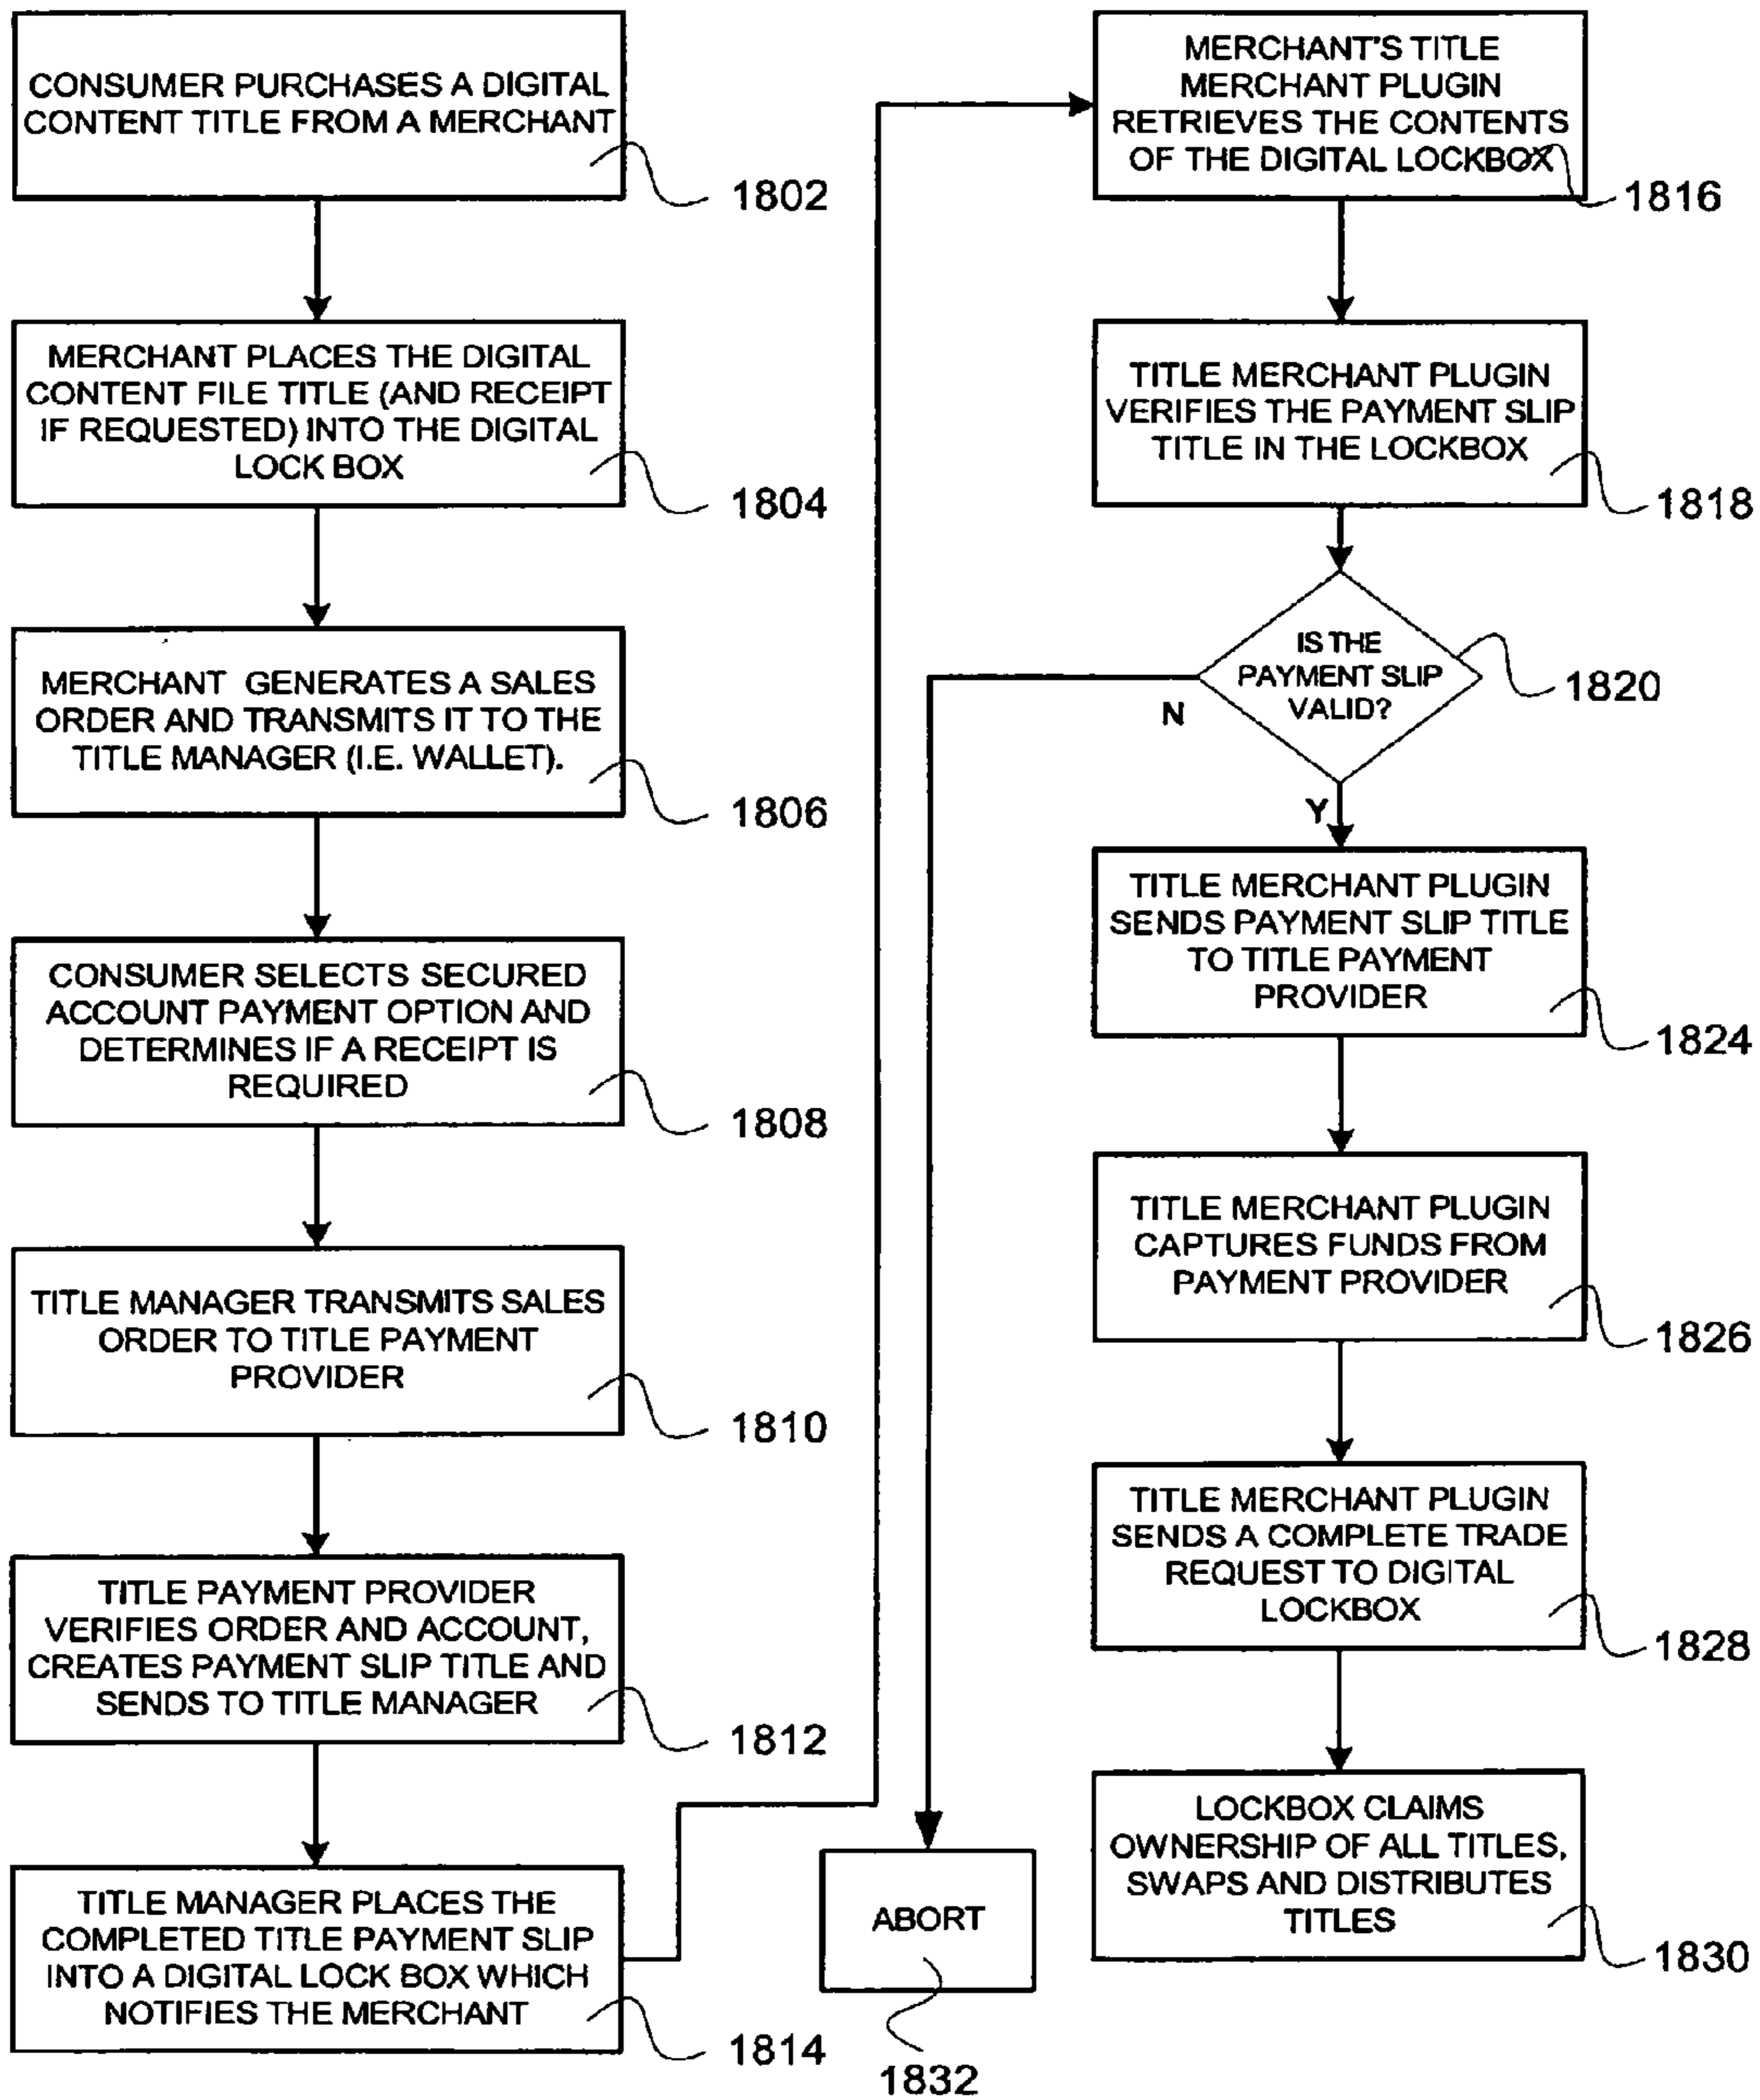 CONSUMER PURCHASES A DIGITAL
CONTENT TITLE FROM A MERCHANT
1802
MERCHANT PLACES THE DIGITAL
CONTENT FILE TITLE (AND RECEIPT
IF REQUESTED) INTO THE DIGITAL
LOCK BOX
1804
MERCHANT GENERATES A SALES
ORDER AND TRANSMITS IT TO THE
TITLE MANAGER (I.E. WALLET).
1806
CONSUMER SELECTS SECURED
ACCOUNT PAYMENT OPTION AND
DETERMINES IF A RECEIPT IS
REQUIRED
1808
TITLE MANAGER TRANSMITS SALES
ORDER TO TITLE PAYMENT
PROVIDER
1810
TITLE PAYMENT PROVIDER
VERIFIES ORDER AND ACCOUNT,
CREATES PAYMENT SLIP TITLE AND
SENDS TO TITLE MANAGER
1812
TITLE MANAGER PLACES THE
COMPLETED TITLE PAYMENT SLIP
INTO A DIGITAL LOCK BOX WHICH
NOTIFIES THE MERCHANT
1814
MERCHANT'S TITLE
MERCHANT PLUGIN
RETRIEVES THE CONTENTS
OF THE DIGITAL LOCKBOX
1816
TITLE MERCHANT PLUGIN
VERIFIES THE PAYMENT SLIP
TITLE IN THE LOCKBOX
1818
IS THE
PAYMENT SLIP
VALID?
1820
N
Y
TITLE MERCHANT PLUGIN
SENDS PAYMENT SLIP TITLE
TO TITLE PAYMENT
PROVIDER
1824
TITLE MERCHANT PLUGIN
CAPTURES FUNDS FROM
PAYMENT PROVIDER
1826
TITLE MERCHANT PLUGIN
SENDS A COMPLETE TRADE
REQUEST TO DIGITAL
LOCKBOX
1828
LOCKBOX CLAIMS
OWNERSHIP OF ALL TITLES,
SWAPS AND DISTRIBUTES
TITLES
1830
ABORT
1832